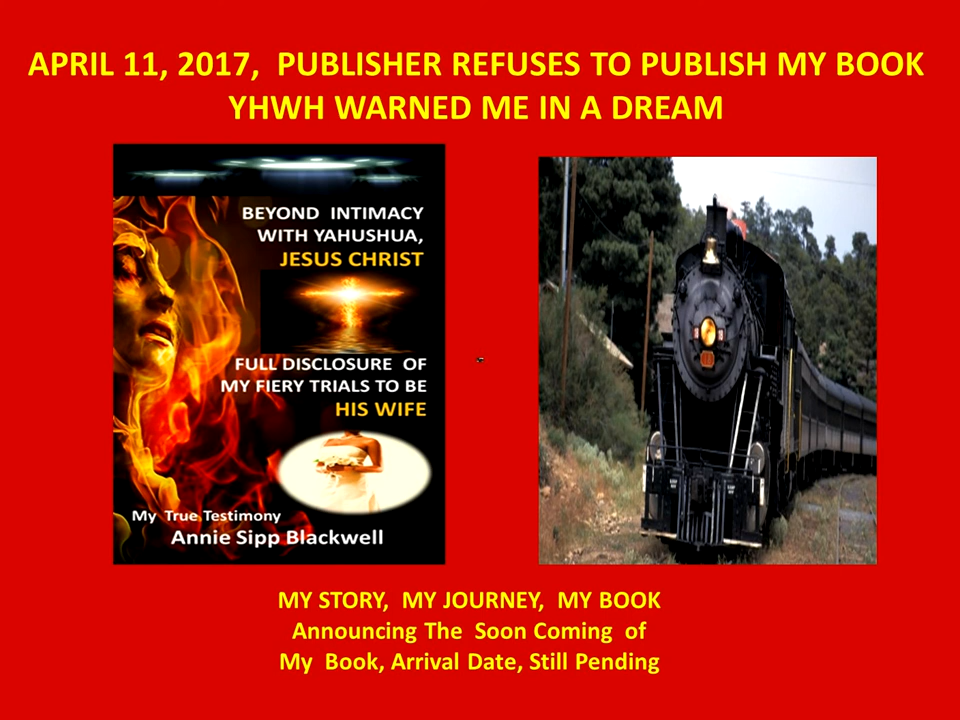 APRIL 11, 2017, PUBLISHER REFUSES TO PUBLISH MY BOOK
YHWH WARNED ME IN A DREAM
BEYOND INTIMACY
WITH YAHUSHUA,
JESUS CHRIST
FULL DISCLOSURE OF
MY FIERY TRIALS TO BE
HIS WIFE
My True Testimony
Annie Sipp Blackwell
MY STORY, MY JOURNEY, MY BOOK
Announcing The Soon Coming of
My Book, Arrival Date, Still Pending